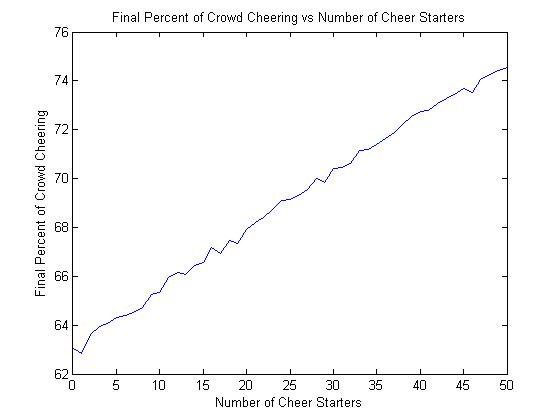 Final Percent of Crowd Cheering vs Number of Cheer Starters
76
74
72
70
68
66
64
62
Final Percent of Crowd Cheering
0 5 10 15 20 25 30 35 40 45 50
Number of Cheer Starters